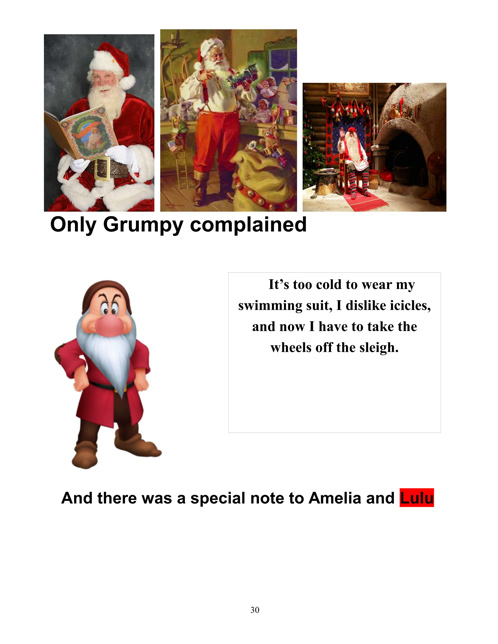 Only Grumpy complained
It's too cold to wear my
swimming suit, I dislike icicles,
and now I have to take the
wheels off the sleigh.
And there was a special note to Amelia and Lulu
30